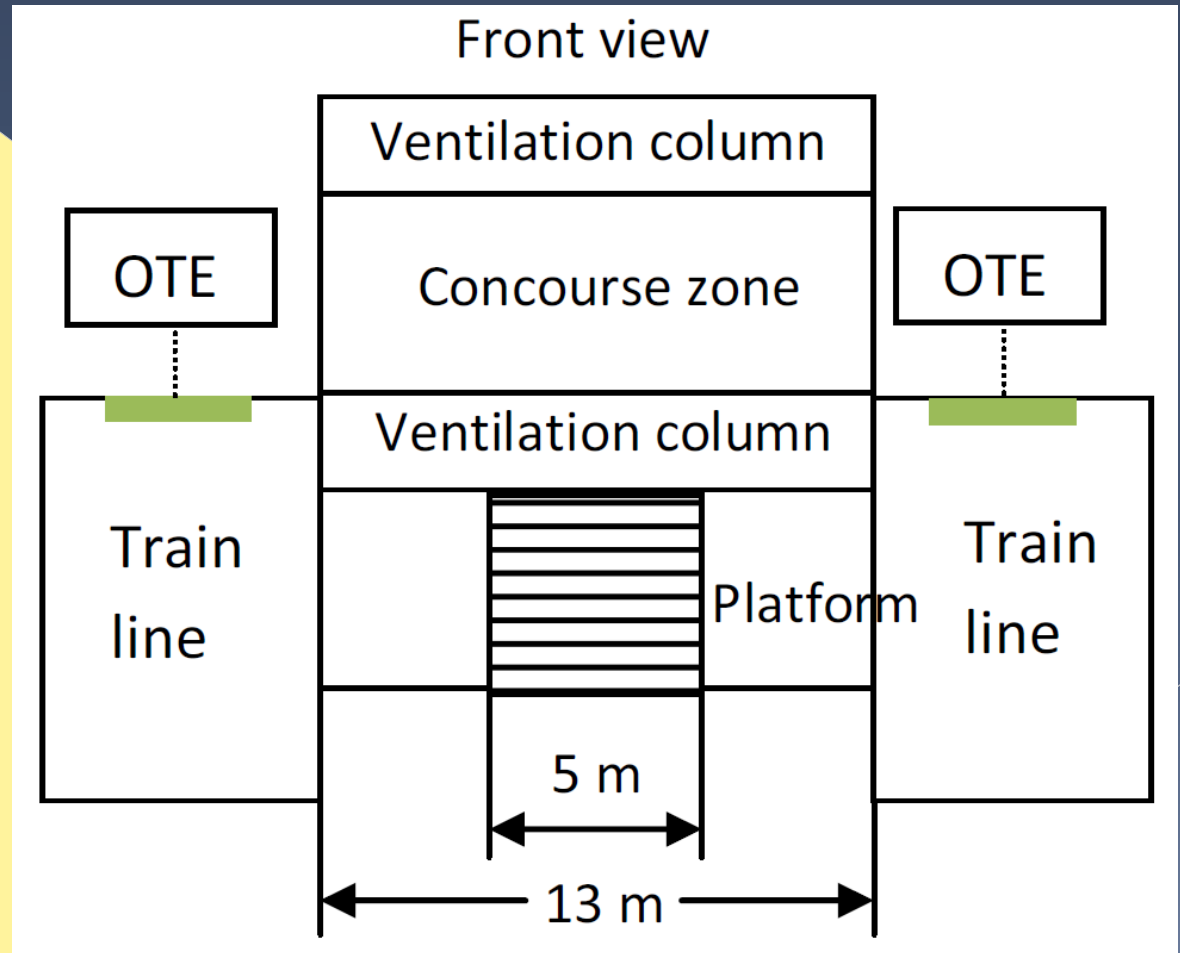 Front view
Ventilation column
OTE
Concourse zone
OTE
Ventilation column
Train
line
Platform
Train
line
5 m
13 m